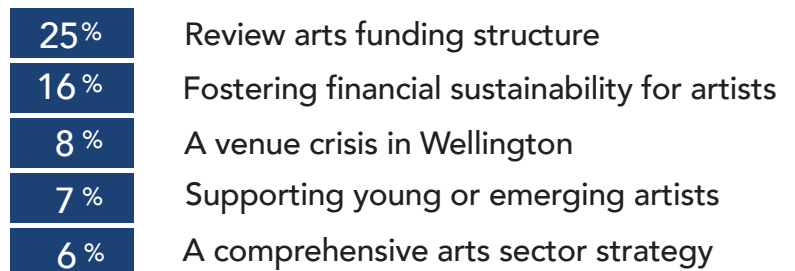 25% Review arts funding structure
16% Fostering financial sustainability for artists
8% A venue crisis in Wellington
7% Supporting young or emerging artists
6% A comprehensive arts sector strategy